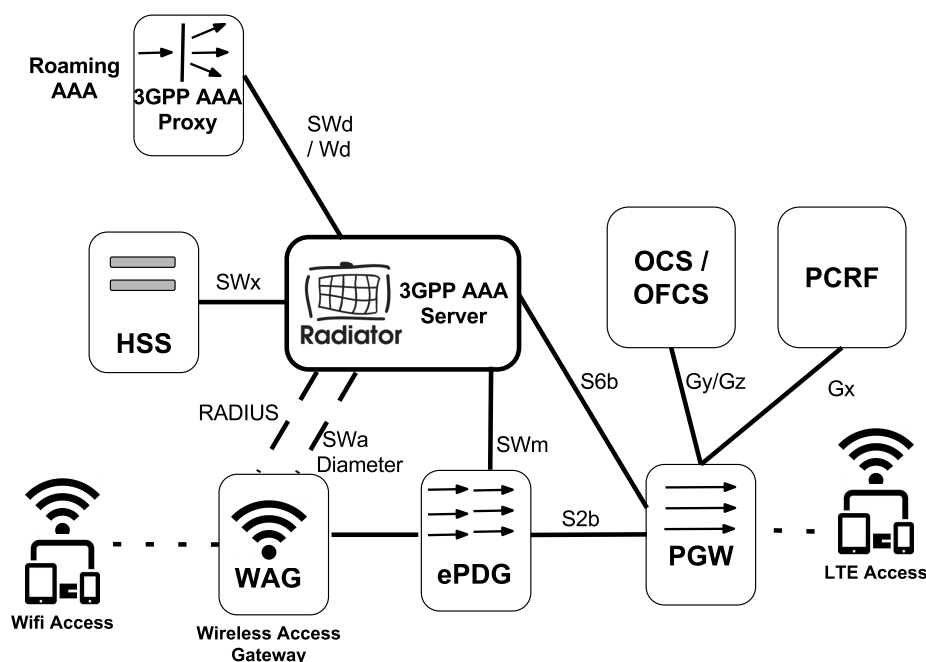 Roaming
AAA
3GPP AAA
Proxy
SWd
/ Wd
HSS
SWx
Radiator
3GPP AAA
Server
OCS /
OFCS
PCRF
S6b
Gy/Gz
Gx
RADIUS
SWa
Diameter
SWm
Wifi Access
WAG
Wireless Access
Gateway
ePDG
S2b
PGW
LTE Access